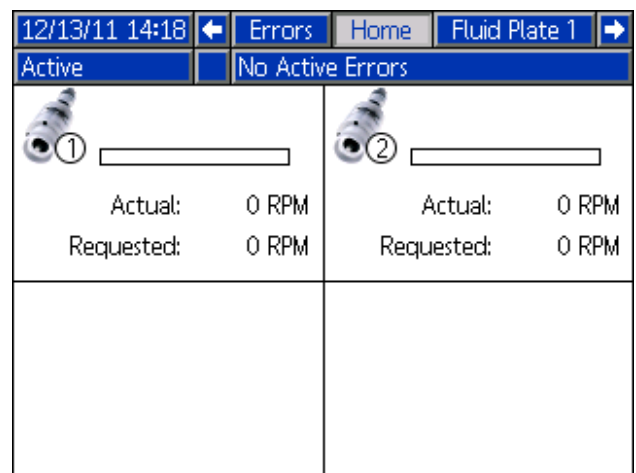 12/13/11 14:18 Errors Home Fluid Plate 1
Active No Active Errors
1 2
Actual: 0 RPM Actual: 0 RPM
Requested: 0 RPM Requested: 0 RPM